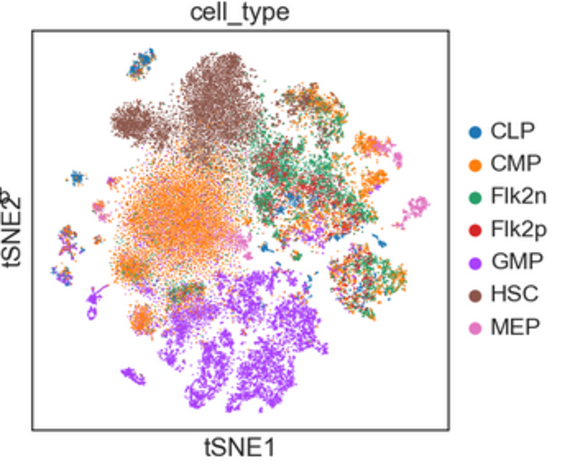 cell_type
tSNE2
CLP
CMP
Flk2n
Flk2p
GMP
HSC
MEP
tSNE1